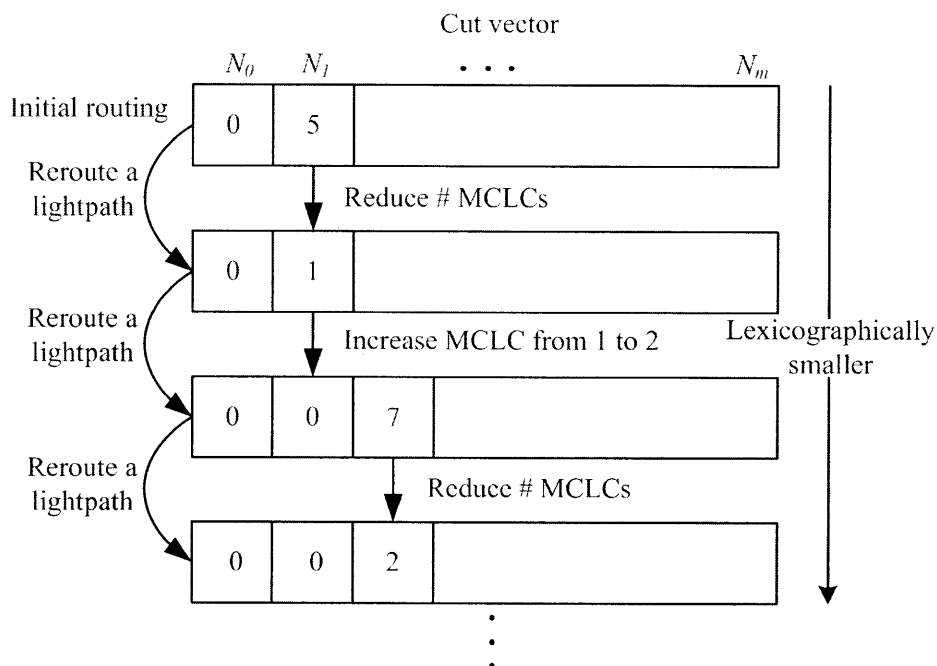 Cut vector
N0 N1 . . . Nm
Initial routing
0 5
Reroute a
lightpath
Reduce # MCLCs
0 1
Reroute a
lightpath
Increase MCLC from 1 to 2
Lexicographically
smaller
0 0 7
Reroute a
lightpath
Reduce # MCLCs
0 0 2